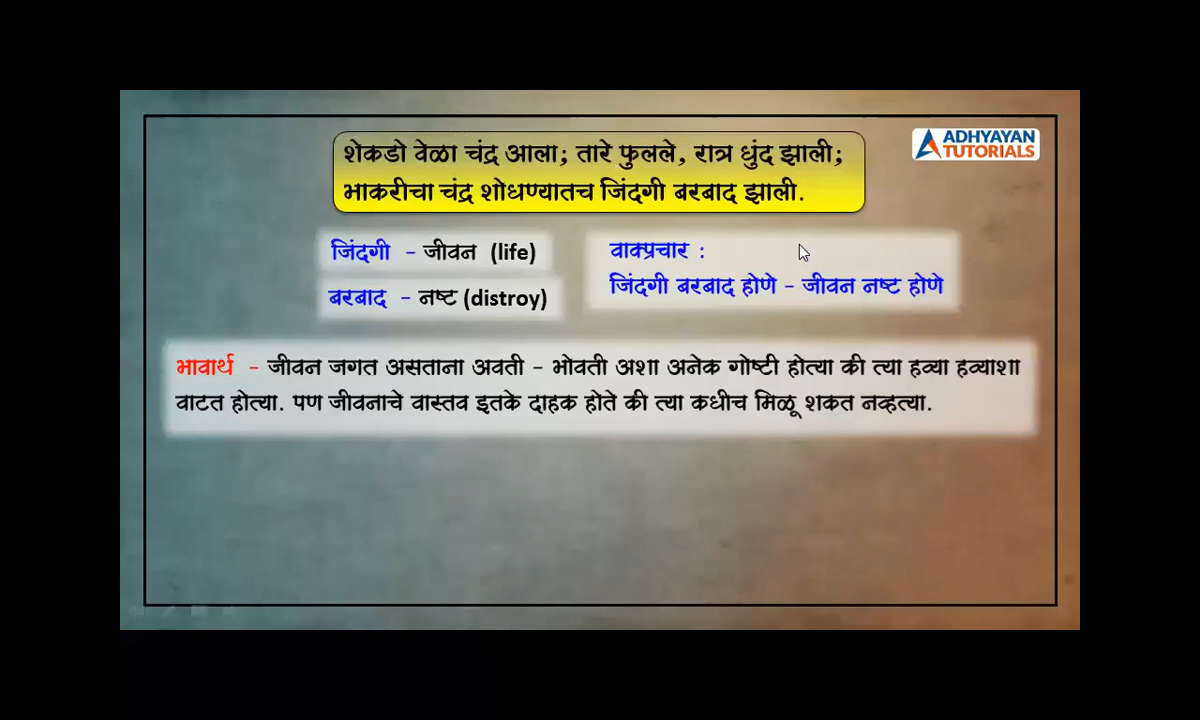 शेकडो वेळा चंद्र आला; तारे फुलले, रात्र धुंद झाली;
भाकरीचा चंद्र शोधण्यातच जिंदगी बरबाद झाली.
ADHYAYAN
TUTORIALS
जिंदगी - जीवन (life)
बरबाद - नष्ट (distroy)
वाक्प्रचार :
जिंदगी बरबाद होणे - जीवन नष्ट होणे
भावार्थ - जीवन जगत असताना अवती - भोवती अशा अनेक गोष्टी होत्या की त्या हव्या हव्याशा
वाटत होत्या. पण जीवनाचे वास्तव इतके दाहक होते की त्या कधीच मिळू शकत नव्हत्या.